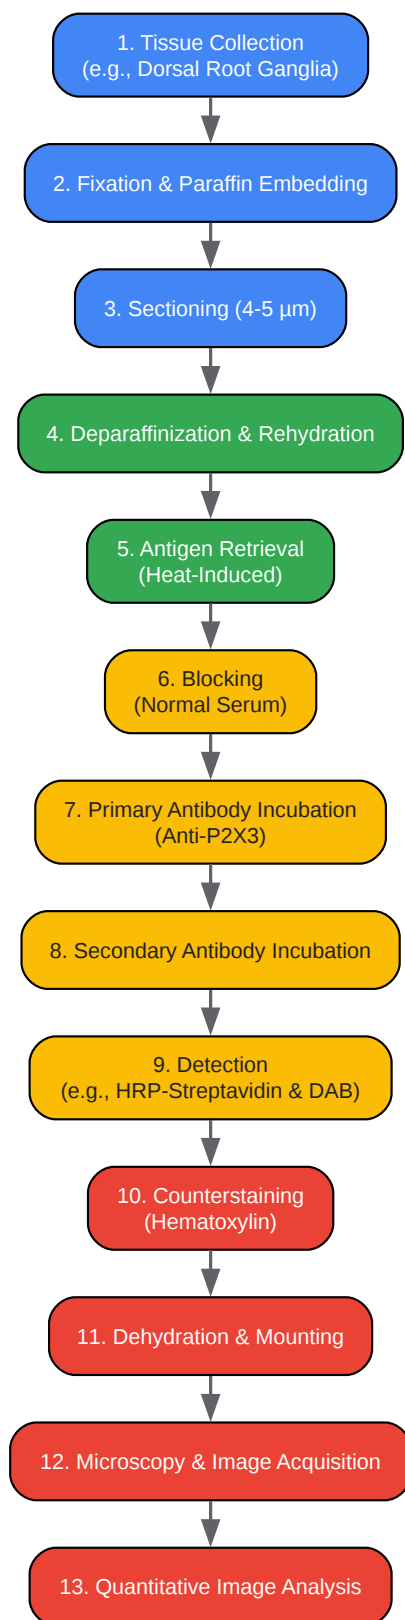 1. Tissue Collection
(e.g., Dorsal Root Ganglia)
2. Fixation & Paraffin Embedding
3. Sectioning (4-5 µm)
4. Deparaffinization & Rehydration
5. Antigen Retrieval
(Heat-Induced)
6. Blocking
(Normal Serum)
7. Primary Antibody Incubation
(Anti-P2X3)
8. Secondary Antibody Incubation
9. Detection
(e.g., HRP-Streptavidin & DAB)
10. Counterstaining
(Hematoxylin)
11. Dehydration & Mounting
12. Microscopy & Image Acquisition
13. Quantitative Image Analysis